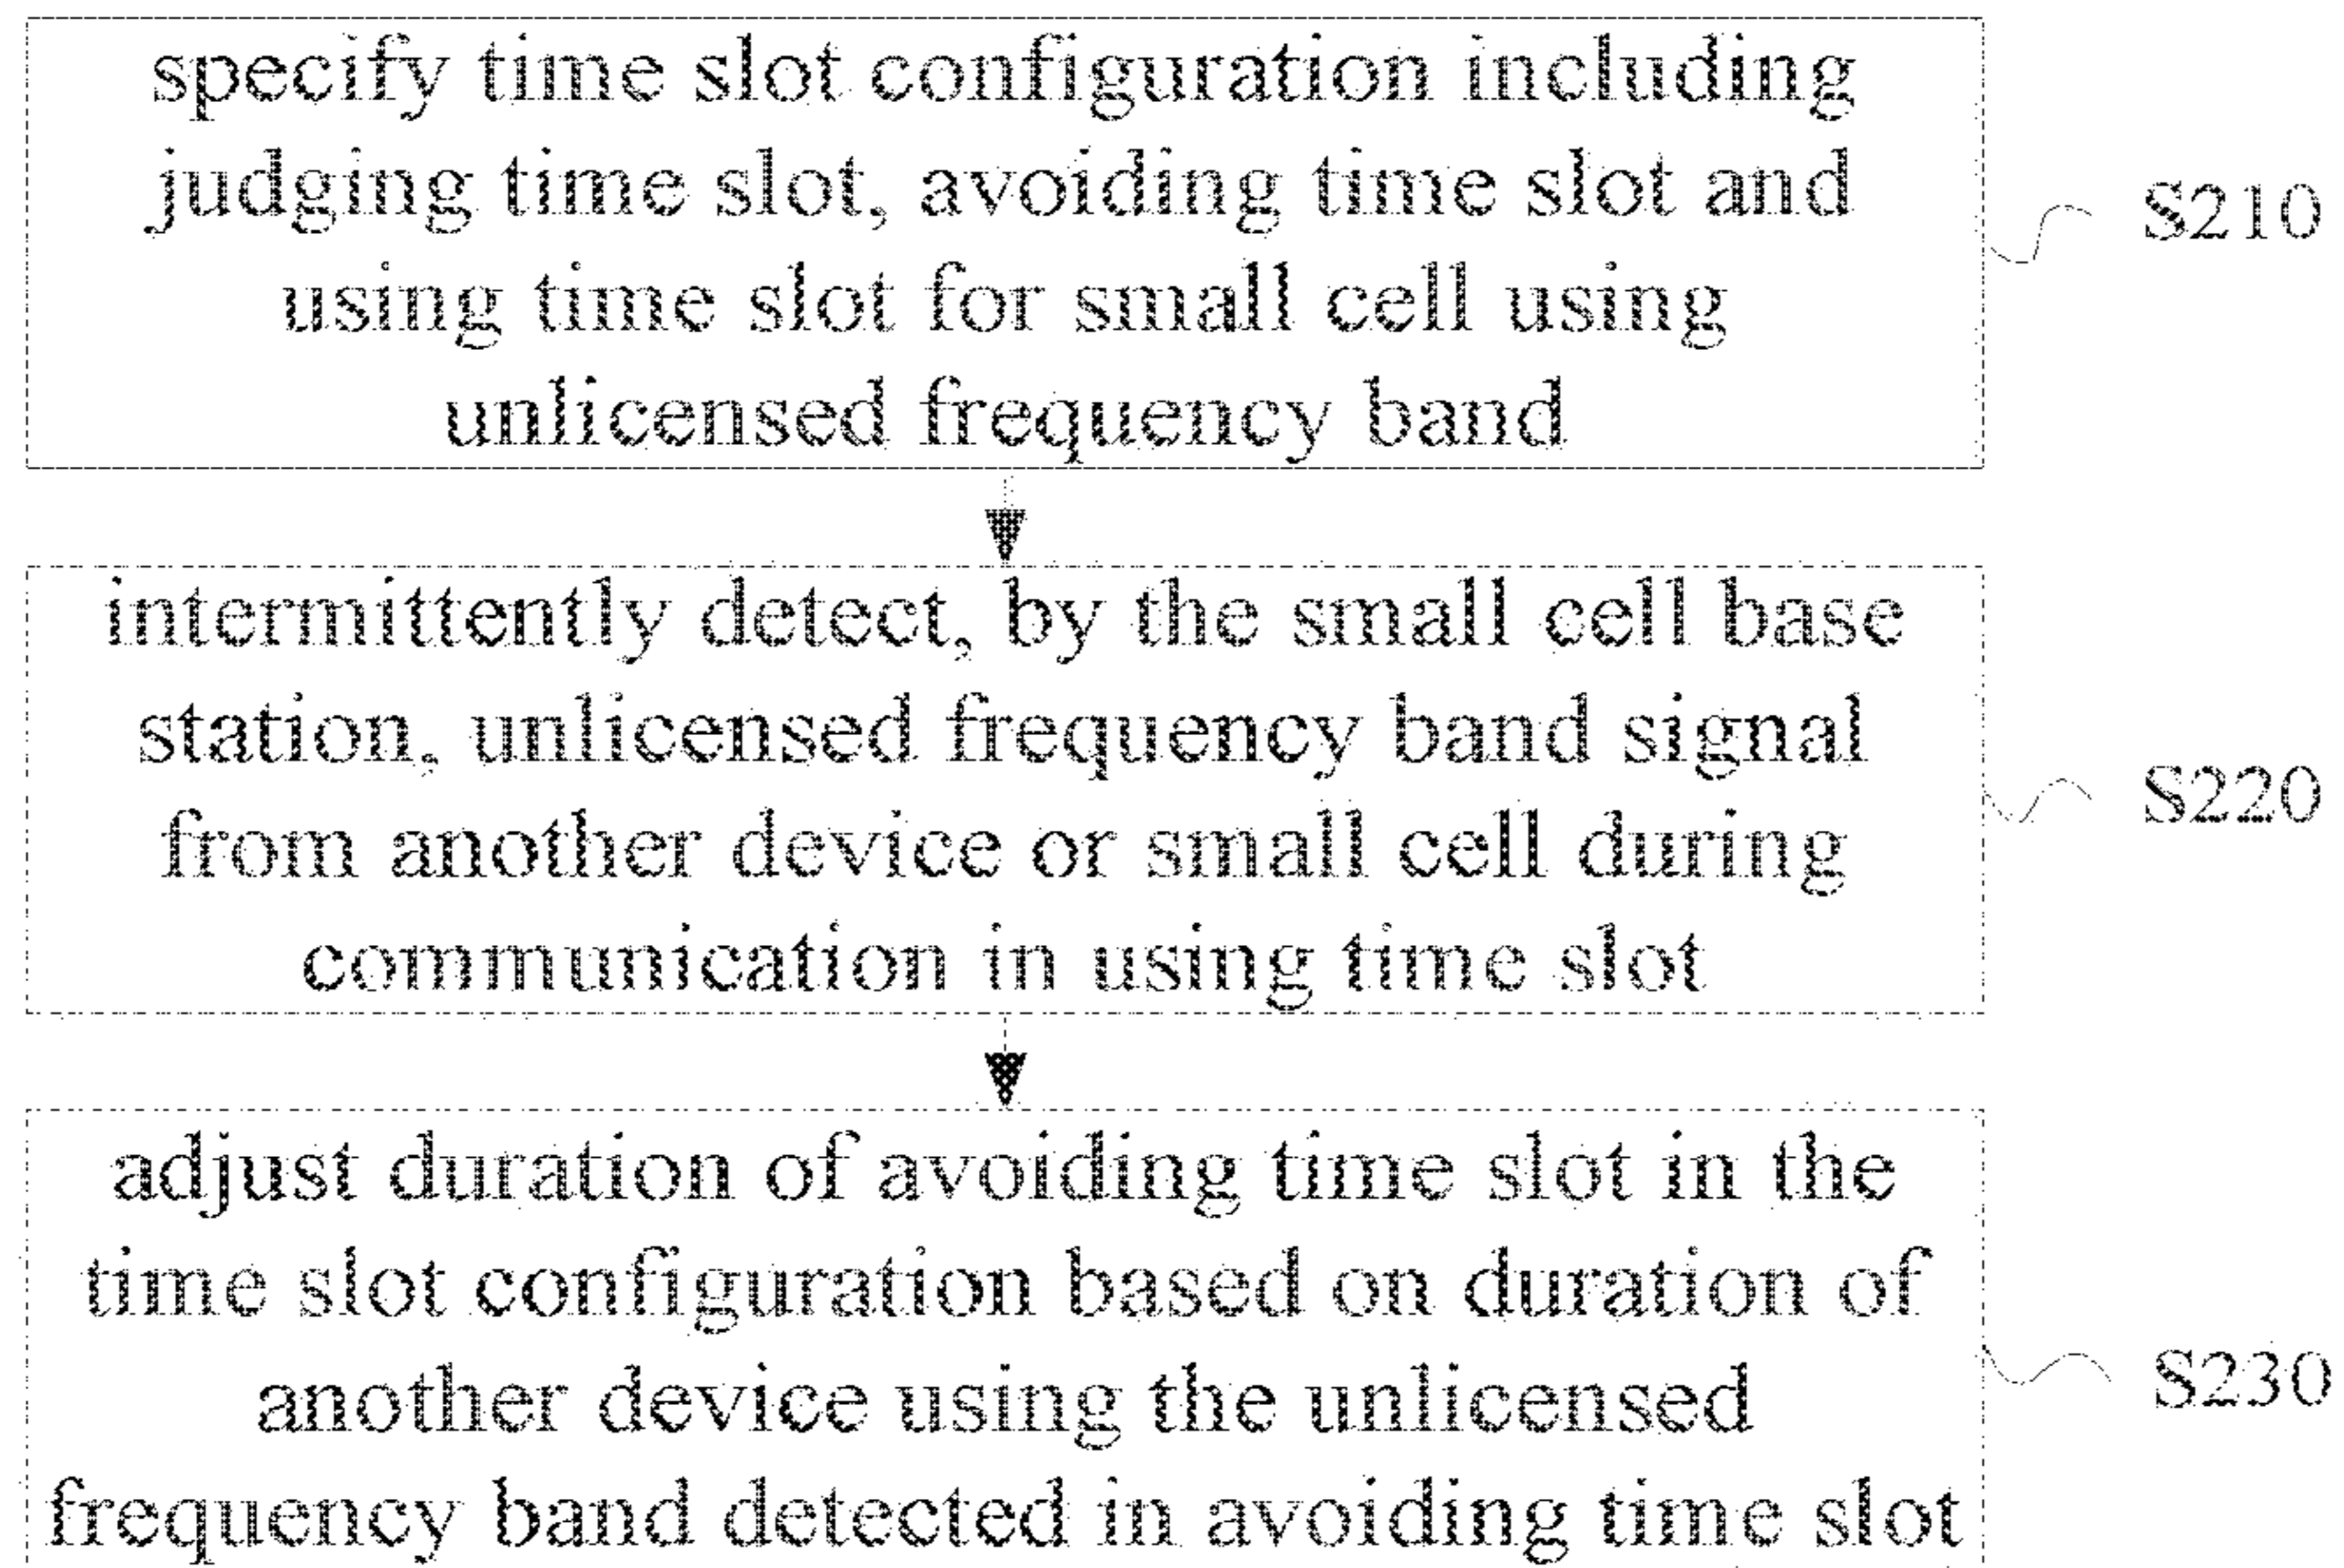 specify time slot configuration including
judging time slot, avoiding time slot and
using time slot for small cell using
unlicensed frequency band
S210
intermittently detect, by the small cell base
station, unlicensed frequency band signal
from another device or small cell during
communication in using time slot
S220
adjust duration of avoiding time slot in the
time slot configuration based on duration of
another device using the unlicensed
frequency band detected in avoiding time slot
S230